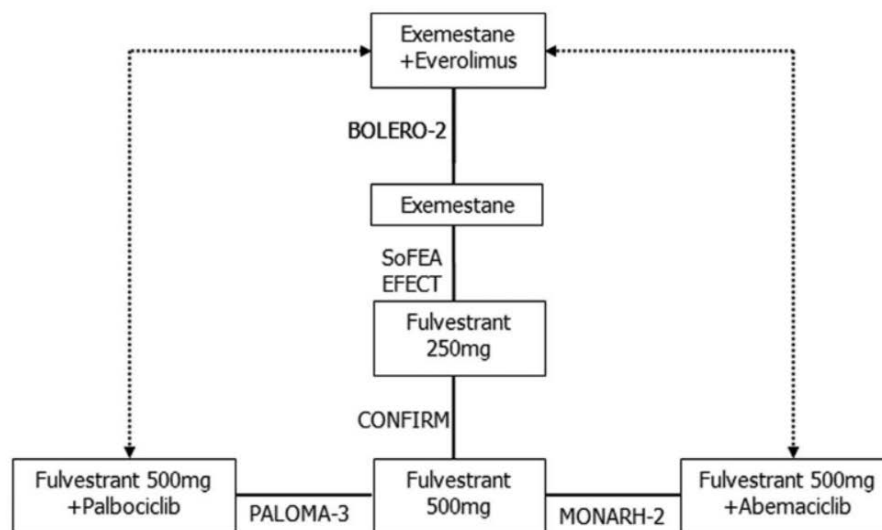 Exemestane
+Everolimus
BOLERO-2
Exemestane
SoFEA
EFECT
Fulvestrant
250mg
CONFIRM
Fulvestrant 500mg
+Palbociclib
PALOMA-3
Fulvestrant
500mg
MONARH-2
Fulvestrant 500mg
+Abemaciclib